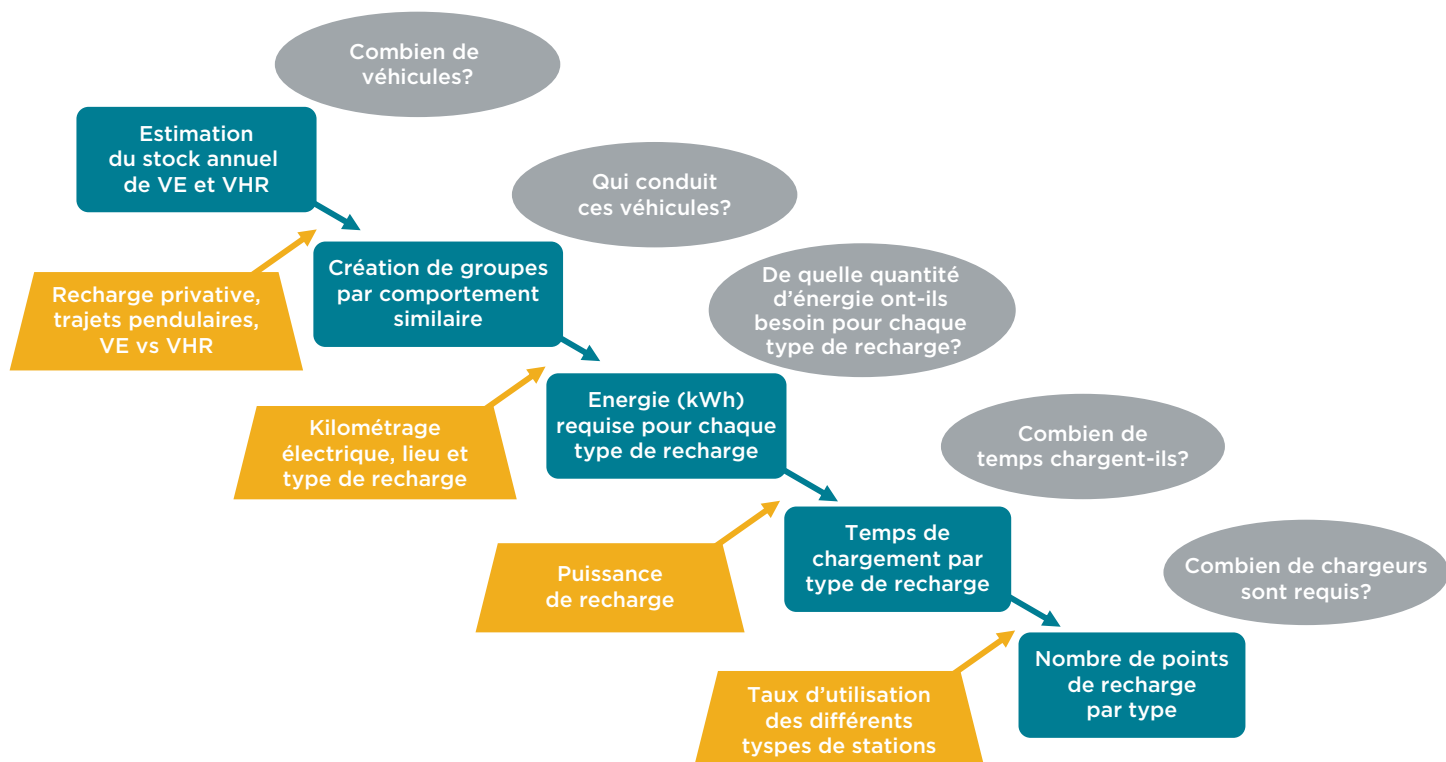 Combien de
véhicules?
Estimation
du stock annuel
de VE et VHR
Qui conduit
ces véhicules?
Recharge privative,
trajets pendulaires,
VE vs VHR
Création de groupes
par comportement
similaire
De quelle quantité
d’énergie ont-ils
besoin pour chaque
type de recharge?
Kilométrage
électrique, lieu et
type de recharge
Energie (kWh)
requise pour chaque
type de recharge
Combien de
temps chargent-ils?
Puissance
de recharge
Temps de
chargement par
type de recharge
Combien de chargeurs
sont requis?
Taux d’utilisation
des différents
tyspes de stations
Nombre de points
de recharge
par type